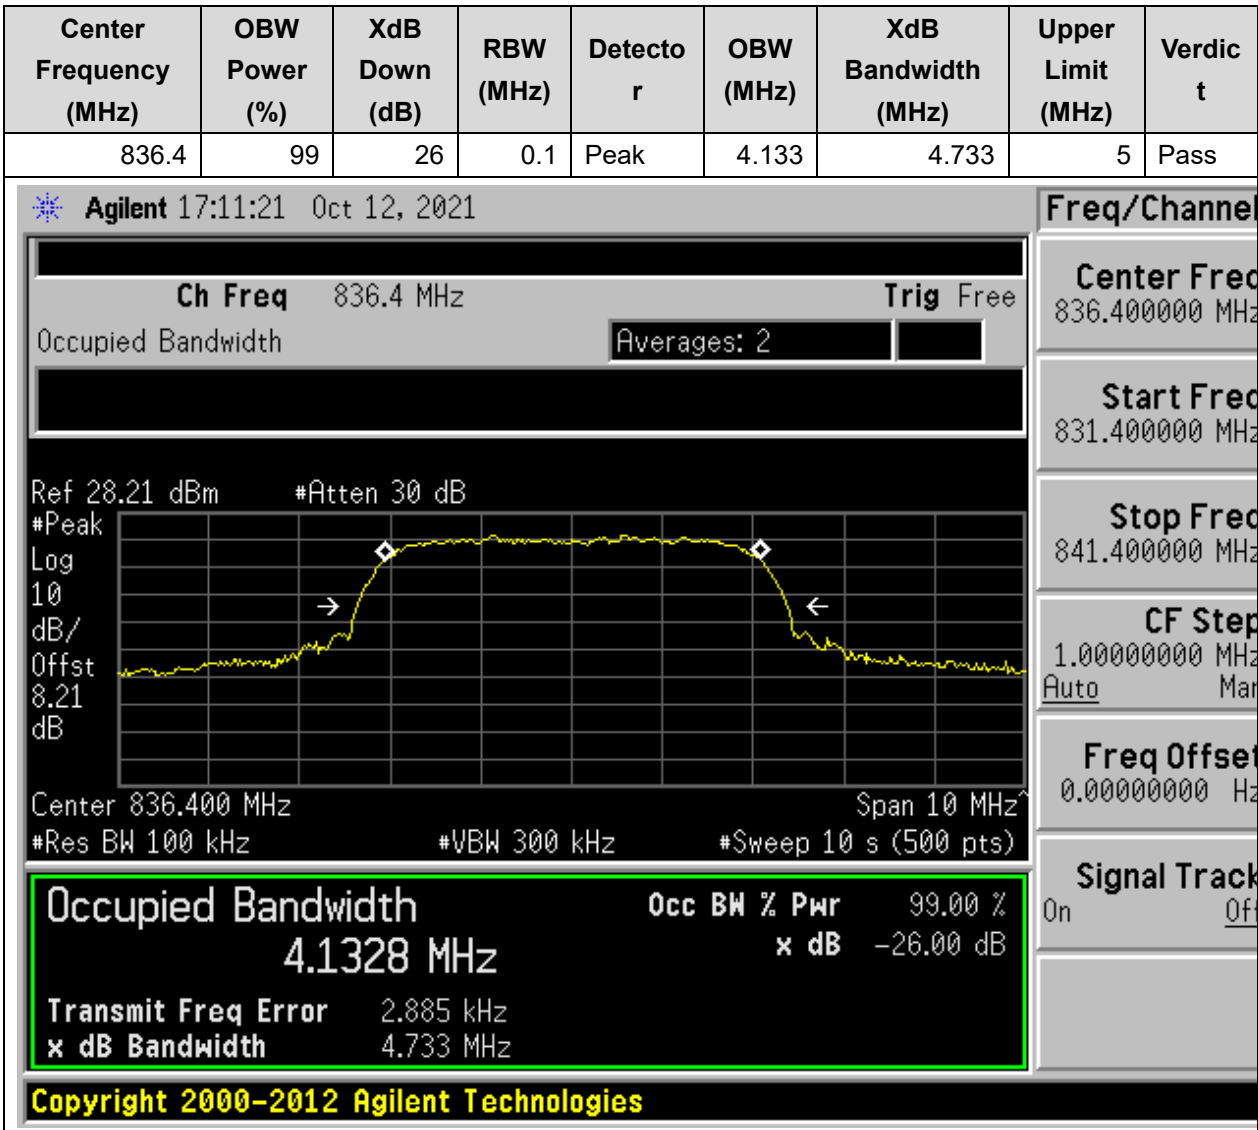 Center Frequency (MHz) OBW Power (%) XdB Down (dB) RBW (MHz) Detecto r OBW (MHz) XdB Bandwidth (MHz) Upper Limit (MHz) Verdic t
836.4 99 26 0.1 Peak 4.133 4.733 5 Pass
Agilent 17:11:21 Oct 12, 2021
Ch Freq 836.4 MHz Trig Free
Occupied Bandwidth Averages: 2
Ref 28.21 dBm #Atten 30 dB
#Peak
Log
10
dB/
Offst
8.21
dB
Center 836.400 MHz Span 10 MHz^
#Res BW 100 kHz #VBW 300 kHz #Sweep 10 s (500 pts)
Occupied Bandwidth Occ BW % Pwr 99.00 %
4.1328 MHz x dB -26.00 dB
Transmit Freq Error 2.885 kHz
x dB Bandwidth 4.733 MHz
Copyright 2000-2012 Agilent Technologies
Freq/Channel
Center Freq
836.400000 MHz
Start Freq
831.400000 MHz
Stop Freq
841.400000 MHz
CF Step
1.00000000 MHz
Auto Man
Freq Offset
0.00000000 Hz
Signal Track
On Off